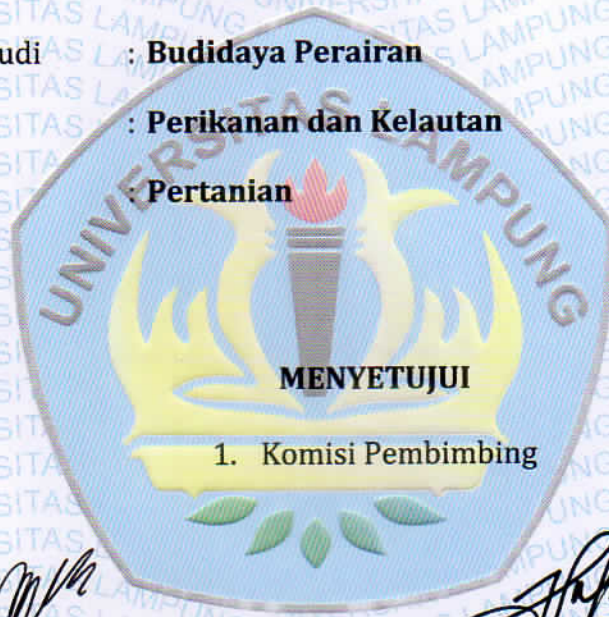 udi : Budidaya Perairan
: Perikanan dan Kelautan
: Pertanian
UNIVERSITAS LAMPUNG
MENYETUJUI
1. Komisi Pembimbing